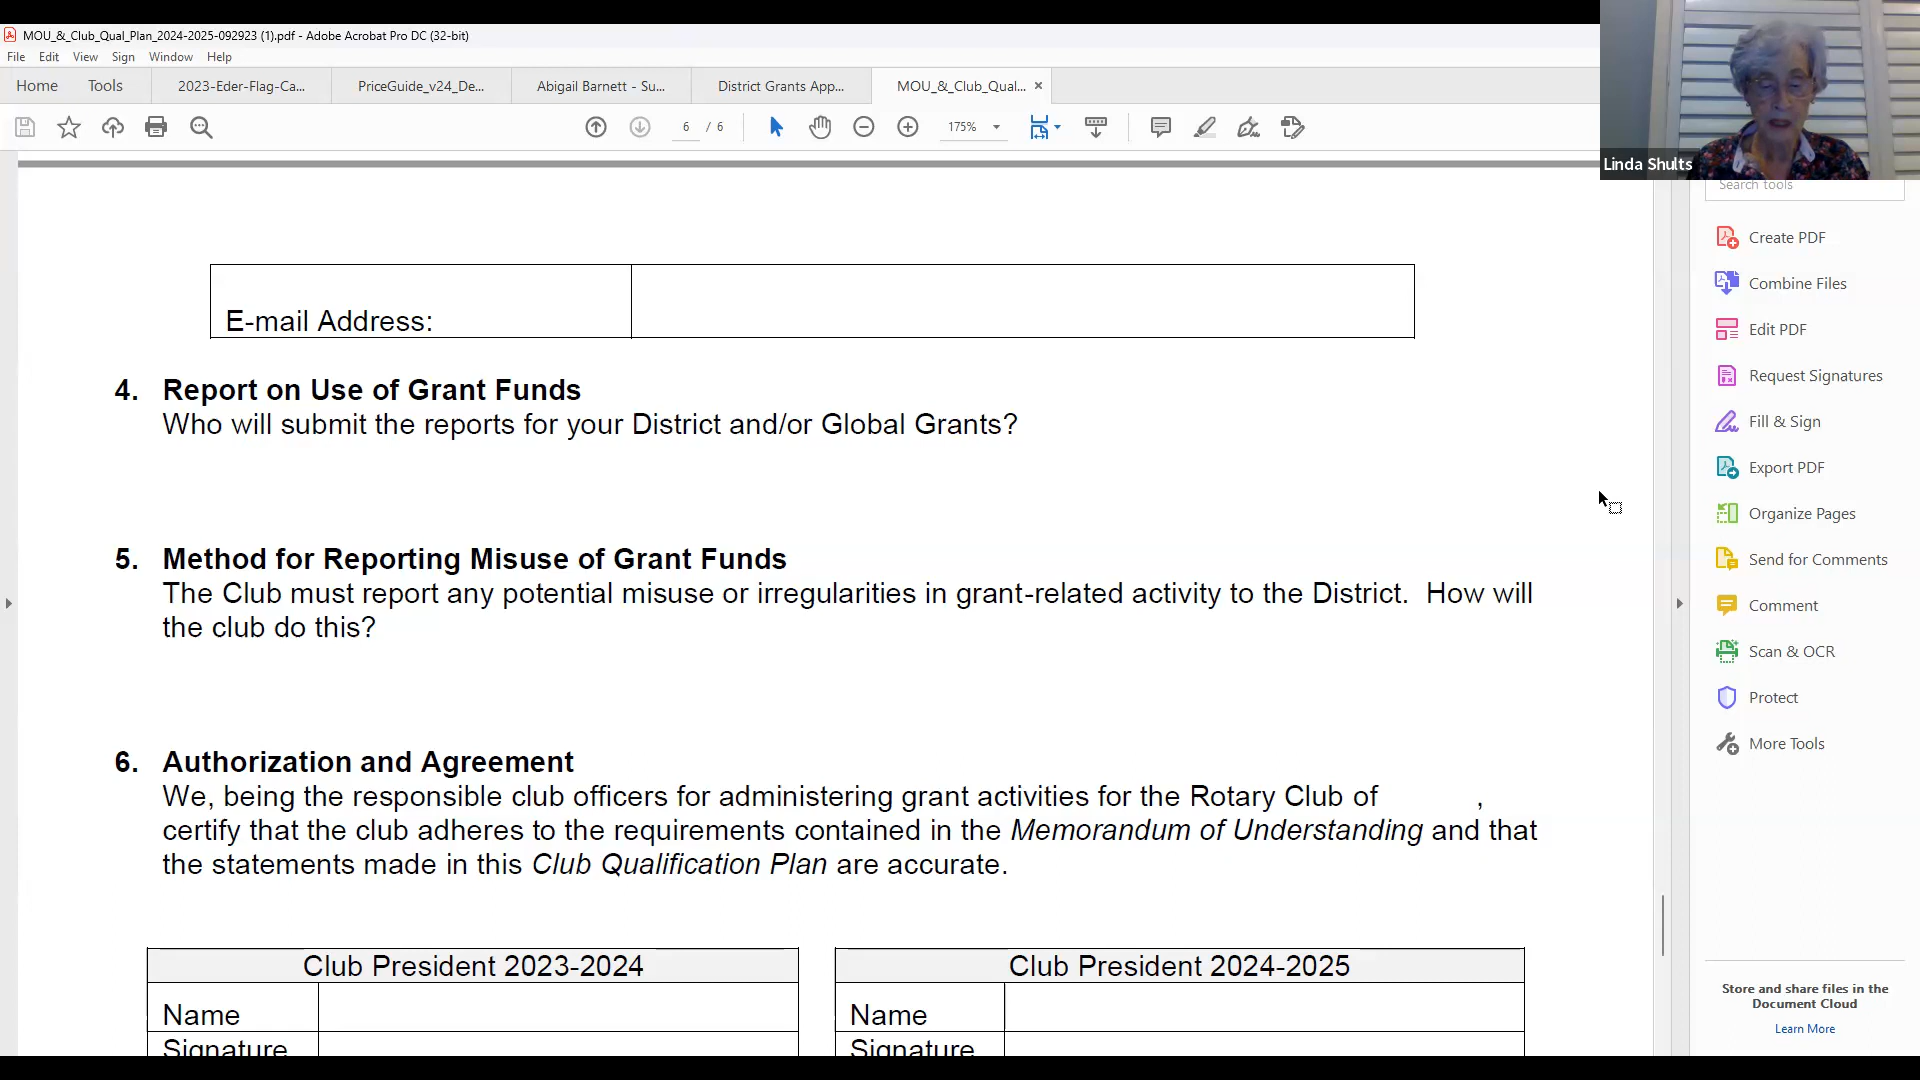 MOU_&_Club_Qual_Plan_2024-2025-092923 (1).pdf - Adobe Acrobat Pro DC (32-bit)
File Edit View Sign Window Help
Home Tools 2023-Eder-Flag-Ca... PriceGuide_v24_De... Abigail Barnett - Su... District Grants App... MOU_&_Club_Qual... ×
6 / 6 175%
Linda Shults
Search tools
Create PDF
Combine Files
Edit PDF
Request Signatures
Fill & Sign
Export PDF
Organize Pages
Send for Comments
Comment
Scan & OCR
Protect
More Tools
Store and share files in the
Document Cloud
Learn More
E-mail Address:
4. Report on Use of Grant Funds
Who will submit the reports for your District and/or Global Grants?
5. Method for Reporting Misuse of Grant Funds
The Club must report any potential misuse or irregularities in grant-related activity to the District. How will
the club do this?
6. Authorization and Agreement
We, being the responsible club officers for administering grant activities for the Rotary Club of ,
certify that the club adheres to the requirements contained in the Memorandum of Understanding and that
the statements made in this Club Qualification Plan are accurate.
Club President 2023-2024 Club President 2024-2025
Name Name
Signature Signature